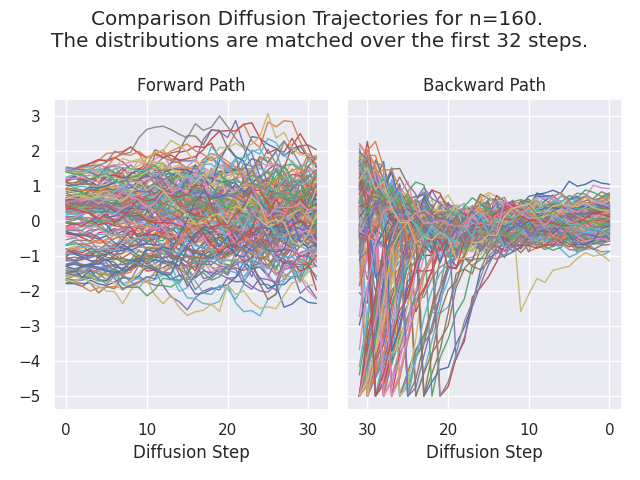 Comparison Diffusion Trajectories for n=160.
The distributions are matched over the first 32 steps.
Forward Path
Backward Path
3
2
1
0
−1
−2
−3
−4
−5
0 10 20 30
30 20 10 0
Diffusion Step
Diffusion Step